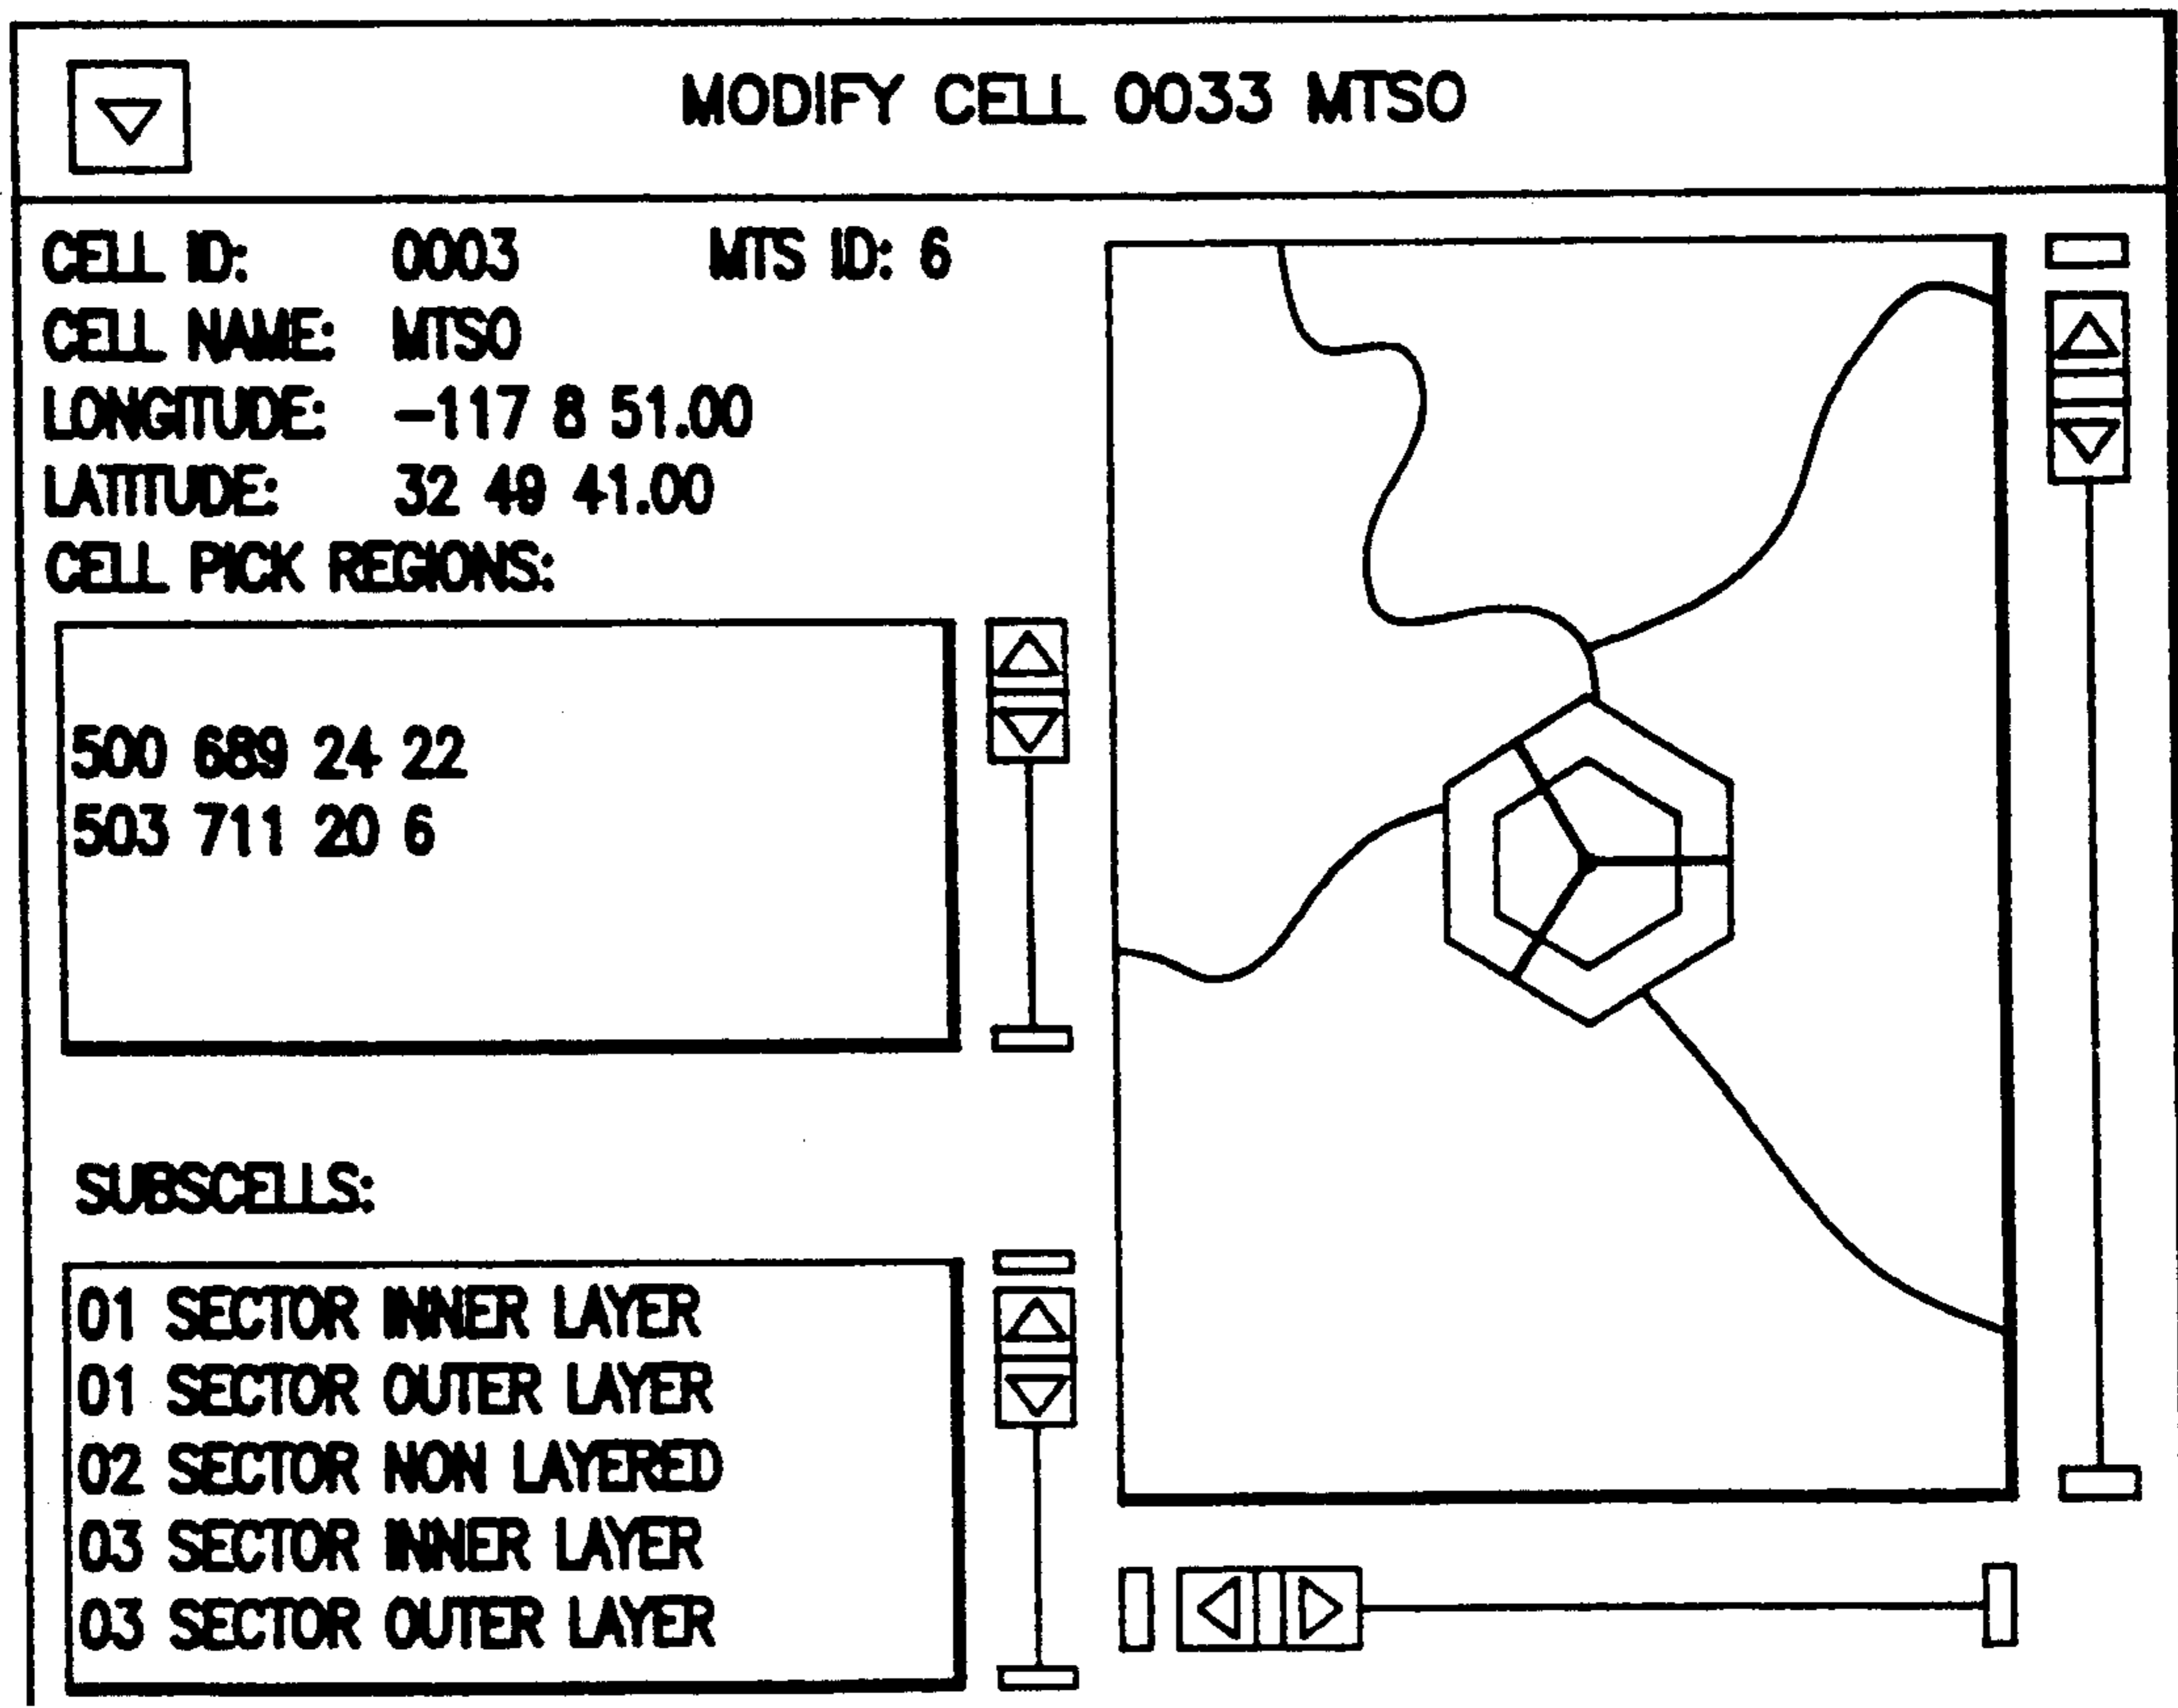 MODIFY CELL 0033 MTSO
CELL ID: 0003 MTS ID: 6
CELL NAME: MTSO
LONGITUDE: -117 8 51.00
LATITUDE: 32 49 41.00
CELL PICK REGIONS:
500 689 24 22
503 711 20 6
SUBSCELLS:
01 SECTOR INNER LAYER
01 SECTOR OUTER LAYER
02 SECTOR NON LAYERED
03 SECTOR INNER LAYER
03 SECTOR OUTER LAYER